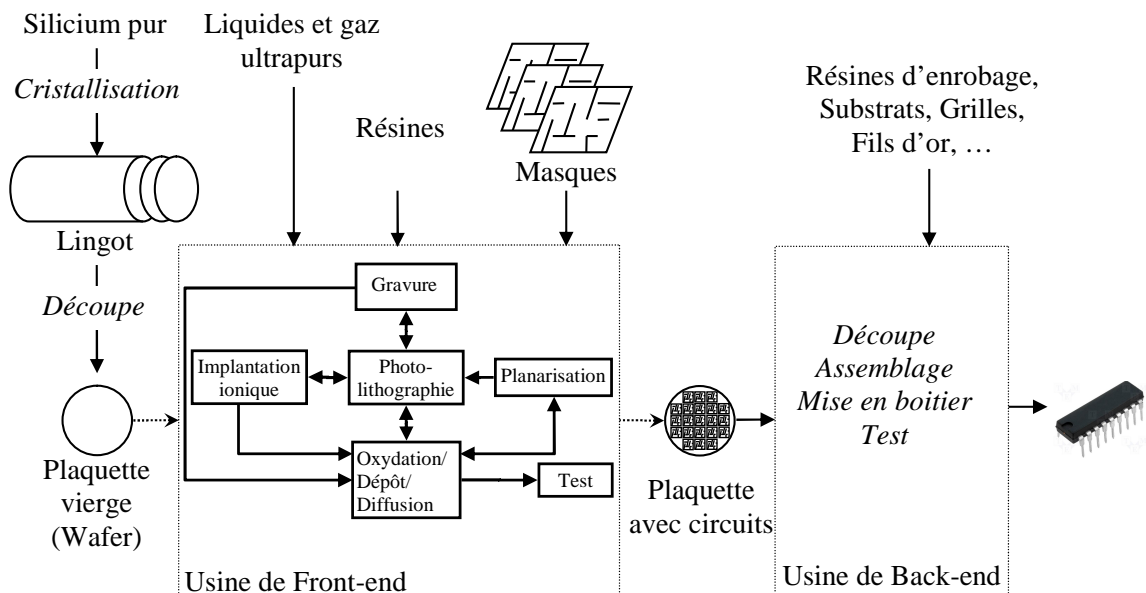 Silicium pur
Cristallisation
Lingot
Découpe
Plaquette
vierge
(Wafer)
Liquides et gaz
ultrapurs
Résines
Masques
Gravure
Implantation
ionique
Photo-
lithographie
Planarisation
Oxydation/
Dépôt/
Diffusion
Test
Usine de Front-end
Plaquette
avec circuits
Résines d’enrobage,
Substrats, Grilles,
Fils d’or, …
Découpe
Assemblage
Mise en boitier
Test
Usine de Back-end